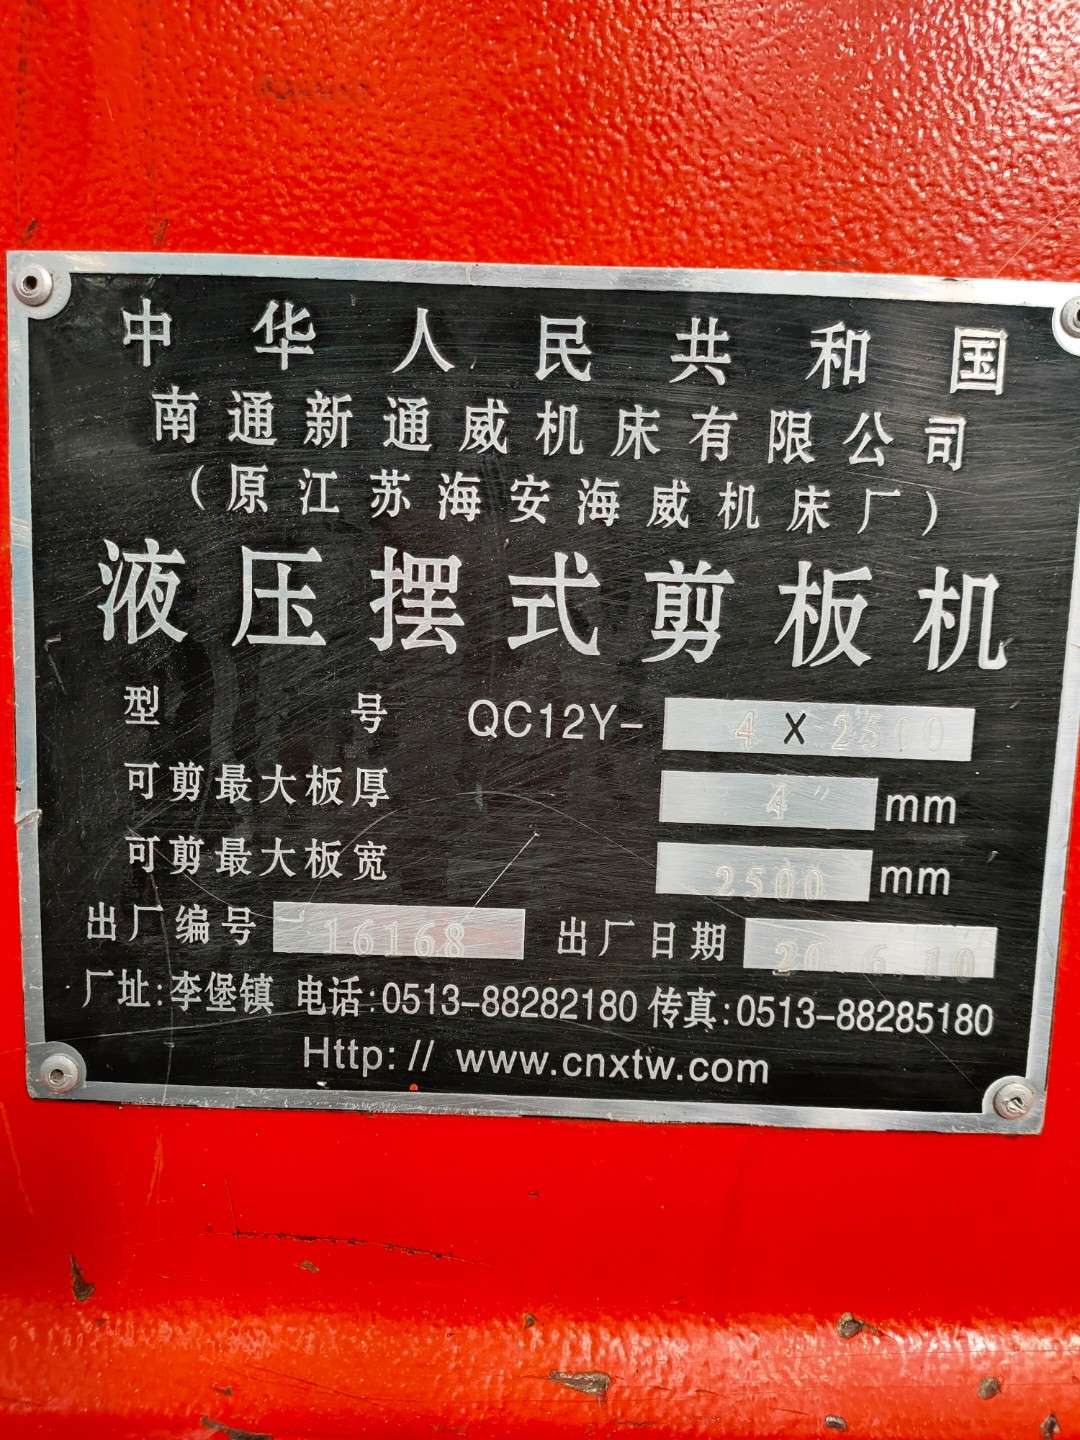 中华人民共和国
南通新通威机床有限公司
（原江苏海安海威机床厂）
液压摆式剪板机
型 号 QC12Y- 4 X 2500
可剪最大板厚 4 mm
可剪最大板宽 2500 mm
出厂编号 16168 出厂日期
厂址:李堡镇 电话:0513-88282180 传真:0513-88285180
Http: // www.cnxtw.com